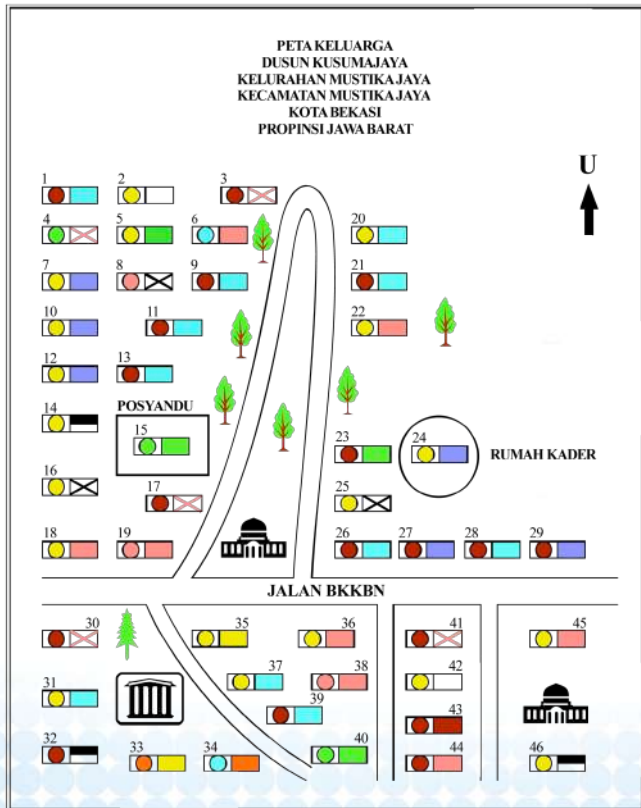 PETA KELUARGA
DUSUN KUSUMAJAYA
KELURAHAN MUSTIKA JAYA
KECAMATAN MUSTIKA JAYA
KOTA BEKASI
PROPINSI JAWA BARAT
U
1 2 3
4 5 6 20
7 8 9 21
10 11 22
12 13
14 POSYANDU
15 23 24 RUMAH KADER
16 17 25
18 19 26 27 28 29
JALAN BKKBN
30 35 36 41 45
31 37 38 42
39 43
32 33 34 40 44 46